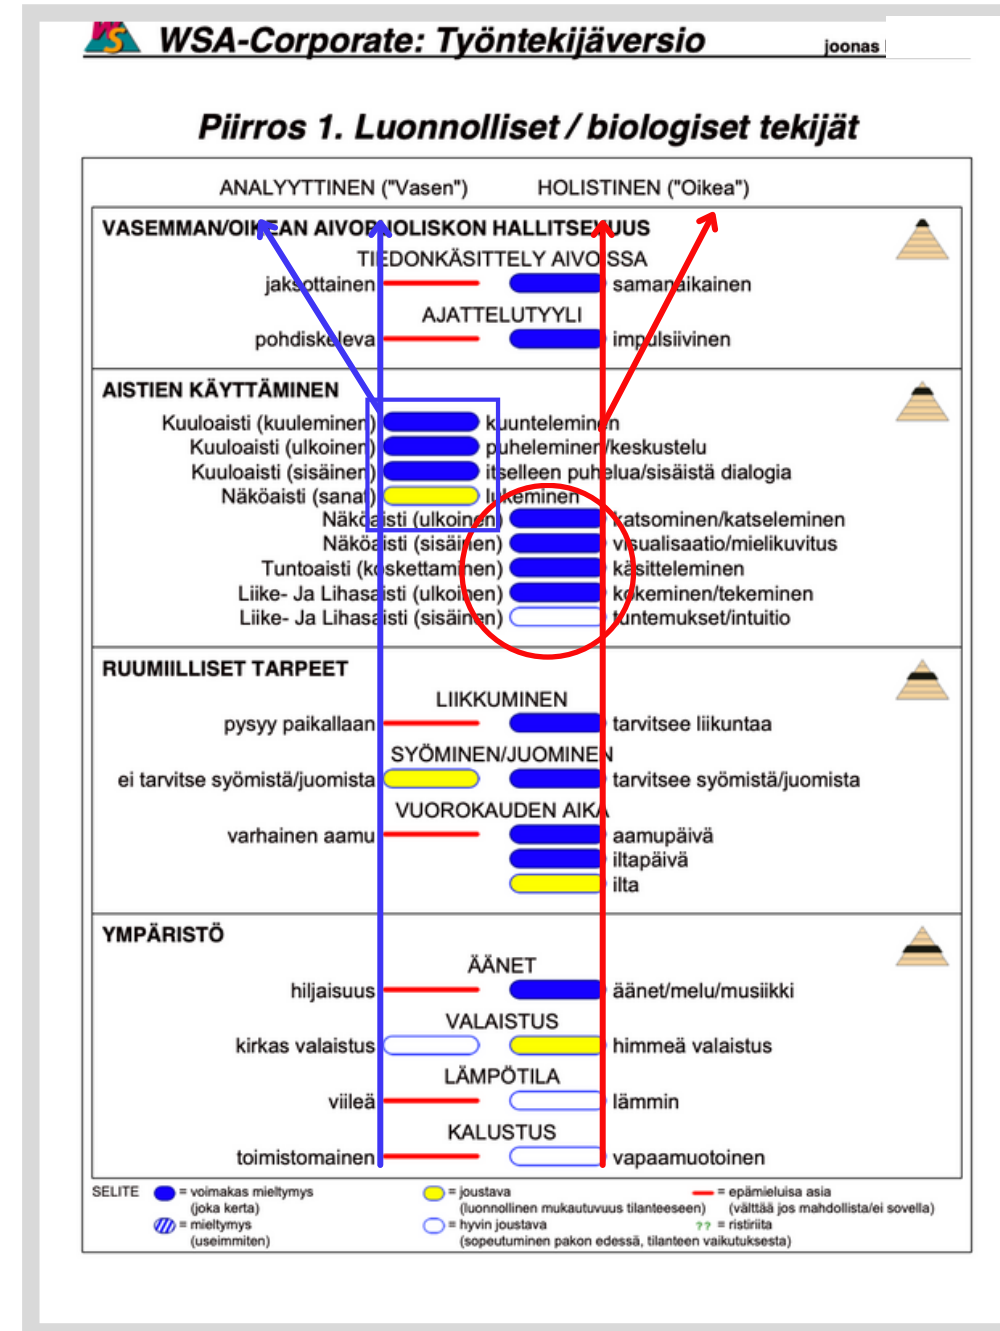 WS WSA-Corporate: Työntekijäversio joonas
Piirros 1. Luonnolliset / biologiset tekijät
ANALYYTTINEN ("Vasen") HOLISTINEN ("Oikea")
VASEMMAN/OIKEAN AIVOPUOLISKON HALLITSEVUUS
TIEDONKÄSITTELY AIVOISSA
jaksottainen samanaikainen
AJATTELUTYYLI
pohdiskeleva impulsiivinen
AISTIEN KÄYTTÄMINEN
Kuuloaisti (kuuleminen) kuunteleminen
Kuuloaisti (ulkoinen) puheleminen/keskustelu
Kuuloaisti (sisäinen) itselleen puhelua/sisäistä dialogia
Näköaisti (sanat) lukeminen
Näköaisti (ulkoinen) katsominen/katseleminen
Näköaisti (sisäinen) visualisaatio/mielikuvitus
Tuntoaisti (koskettaminen) käsitteleminen
Liike- Ja Lihasaisti (ulkoinen) kokeminen/tekeminen
Liike- Ja Lihasaisti (sisäinen) tuntemukset/intuitio
RUUMIILLISET TARPEET
LIIKKUMINEN
pysyy paikallaan tarvitsee liikuntaa
SYÖMINEN/JUOMINEN
ei tarvitse syömistä/juomista tarvitsee syömistä/juomista
VUOROKAUDEN AIKA
varhainen aamu aamupäivä
iltapäivä
ilta
YMPÄRISTÖ
ÄÄNET
hiljaisuus äänet/melu/musiikki
VALAISTUS
kirkas valaistus himmeä valaistus
LÄMPÖTILA
viileä lämmin
KALUSTUS
toimistomainen vapaamuotoinen
SELITE = voimakas mieltymys = joustava = epämieluisa asia
(joka kerta) (luonnollinen mukautuvuus tilanteeseen) (välttää jos mahdollista/ei sovella)
= mieltymys = hyvin joustava ?? = ristiriita
(useimmiten) (sopeutuminen pakon edessä, tilanteen vaikutuksesta)